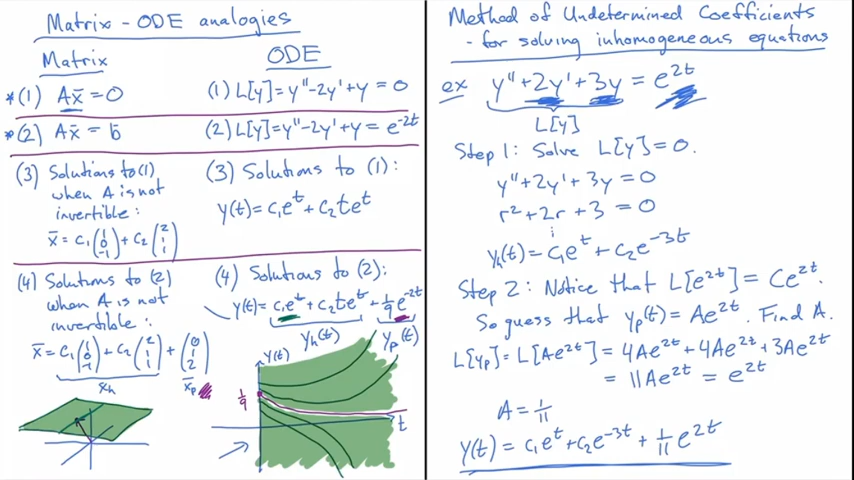 Matrix - ODE analogies
Matrix
ODE
*(1) Ax̄ = 0
(1) L[y] = y'' - 2y' + y = 0
*(2) Ax̄ = b̄
(2) L[y] = y'' - 2y' + y = e^{-2t}
(3) Solutions to (1)
when A is not
invertible:
x̄ = c₁(1 0 -1) + c₂(2 1 1)
(3) Solutions to (1):
y(t) = c₁e^t + c₂te^t
(4) Solutions to (2)
when A is not
invertible:
x̄ = c₁(1 0 -1) + c₂(2 1 1) + (0 1 2)
x_h
x̄_p
(4) Solutions to (2):
y(t) = c₁e^t + c₂te^t + 1/9 e^{-2t}
y_h(t)
y_p(t)
y(t)
1/9
t
Method of Undetermined Coefficients
- for solving inhomogeneous equations
ex y'' + 2y' + 3y = e^{2t}
L[y]
Step 1: Solve L[y] = 0.
y'' + 2y' + 3y = 0
r² + 2r + 3 = 0
⋮
y_h(t) = c₁e^t + c₂e^{-3t}
Step 2: Notice that L[e^{2t}] = Ce^{2t}.
So guess that y_p(t) = Ae^{2t}. Find A.
L[y_p] = L[Ae^{2t}] = 4Ae^{2t} + 4Ae^{2t} + 3Ae^{2t}
= 11Ae^{2t} = e^{2t}
A = 1/11
y(t) = c₁e^t + c₂e^{-3t} + 1/11 e^{2t}